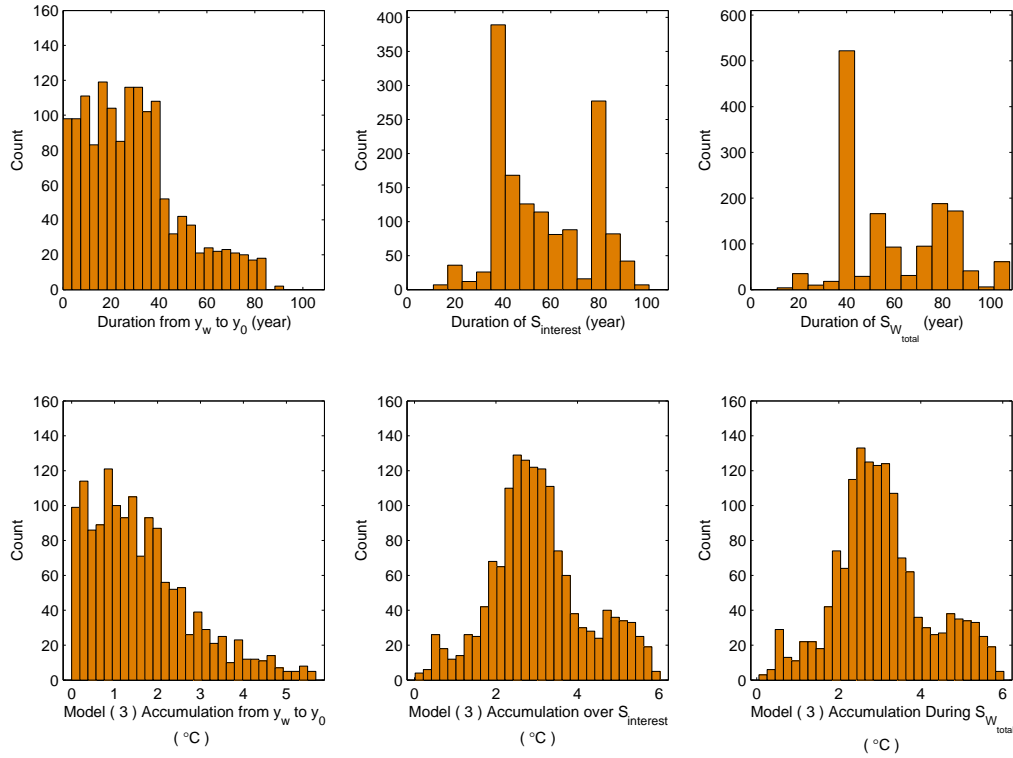 160
140
120
100
80
60
40
20
0
Count
0 20 40 60 80 100
Duration from y_w to y_0 (year)
400
350
300
250
200
150
100
50
0
Count
0 20 40 60 80 100
Duration of S_interest (year)
600
500
400
300
200
100
0
Count
0 20 40 60 80 100
Duration of S_W_total (year)
160
140
120
100
80
60
40
20
0
Count
0 1 2 3 4 5
Model ( 3 ) Accumulation from y_w to y_0
( °C )
160
140
120
100
80
60
40
20
0
Count
0 2 4 6
Model ( 3 ) Accumulation over S_interest
( °C )
160
140
120
100
80
60
40
20
0
Count
0 2 4 6
Model ( 3 ) Accumulation During S_W_total
( °C )